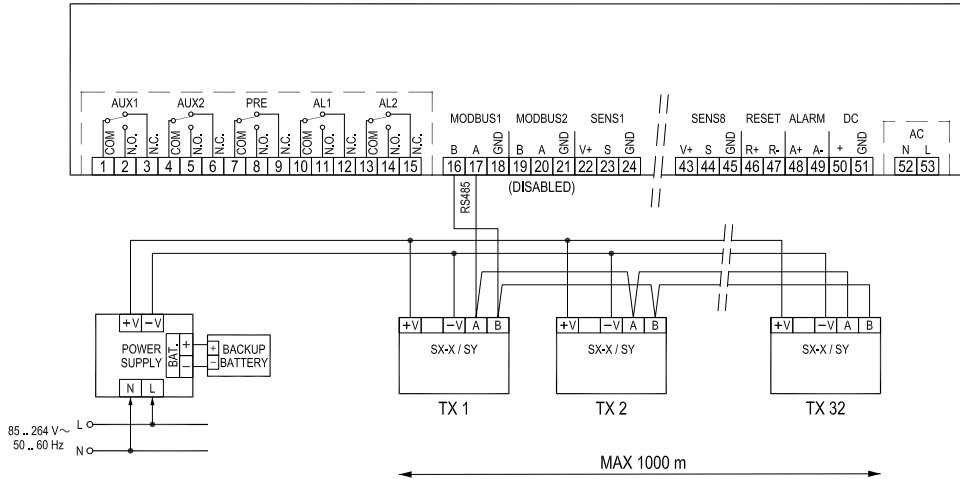 AUX1 AUX2 PRE AL1 AL2
COM N.O. N.C. COM N.O. N.C. COM N.O. N.C. COM N.O. N.C. COM N.O. N.C.
1 2 3 4 5 6 7 8 9 10 11 12 13 14 15
MODBUS1 MODBUS2 SENS1
B A GND B A GND V+ S GND
16 17 18 19 20 21 22 23 24
(DISABLED)
SENS8 RESET ALARM DC
V+ S GND R+ R- A+ A- + GND
43 44 45 46 47 48 49 50 51
AC
N L
52 53
RS485
+V −V
POWER
SUPPLY
BAT.
+
−
+ BACKUP
− BATTERY
N L
85 .. 264 V~
50 .. 60 Hz
L
N
+V −V A B
SX-X / SY
TX 1
+V −V A B
SX-X / SY
TX 2
+V −V A B
SX-X / SY
TX 32
MAX 1000 m